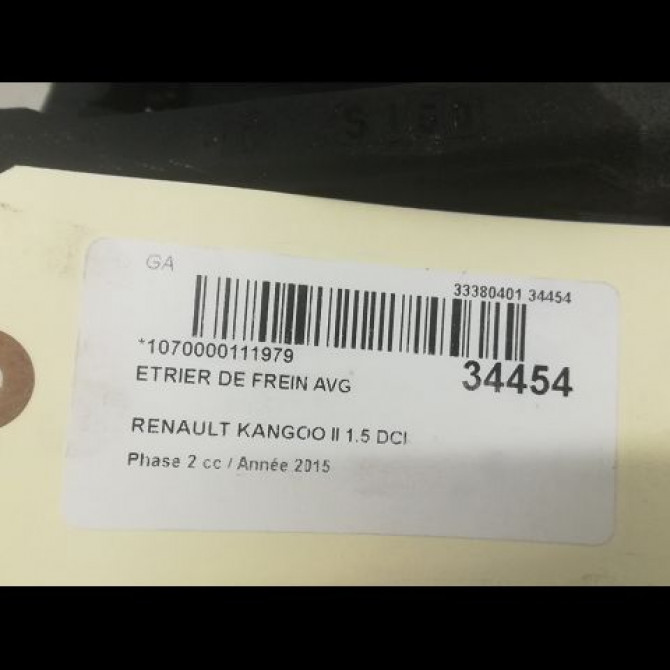 GA
33380401 34454
*1070000111979
34454
ETRIER DE FREIN AVG
RENAULT KANGOO II 1.5 DCI
Phase 2 cc / Année 2015